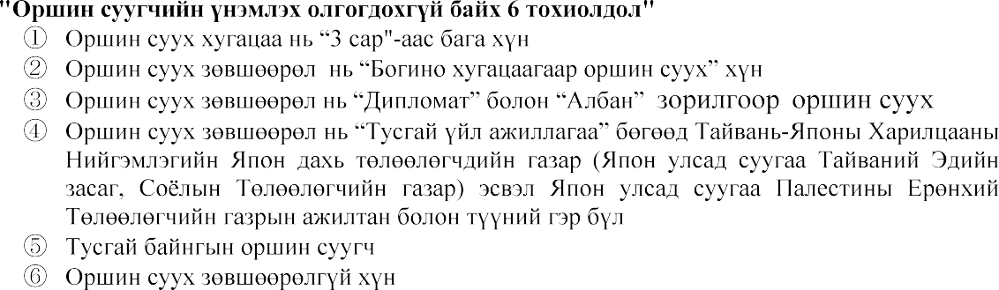 "Оршин суугчийн үнэмлэх олгогдохгүй байх 6 тохиолдол"
① Оршин суух хугацаа нь “3 сар"-аас бага хүн
② Оршин суух зөвшөөрөл нь “Богино хугацаагаар оршин суух” хүн
③ Оршин суух зөвшөөрөл нь “Дипломат” болон “Албан” зорилгоор оршин суух
④ Оршин суух зөвшөөрөл нь “Тусгай үйл ажиллагаа” бөгөөд Тайвань-Японы Харилцааны
Нийгэмлэгийн Япон дахь төлөөлөгчдийн газар (Япон улсад суугаа Тайваний Эдийн
засаг, Соёлын Төлөөлөгчийн газар) эсвэл Япон улсад суугаа Палестины Ерөнхий
Төлөөлөгчийн газрын ажилтан болон түүний гэр бүл
⑤ Тусгай байнгын оршин суугч
⑥ Оршин суух зөвшөөрөлгүй хүн